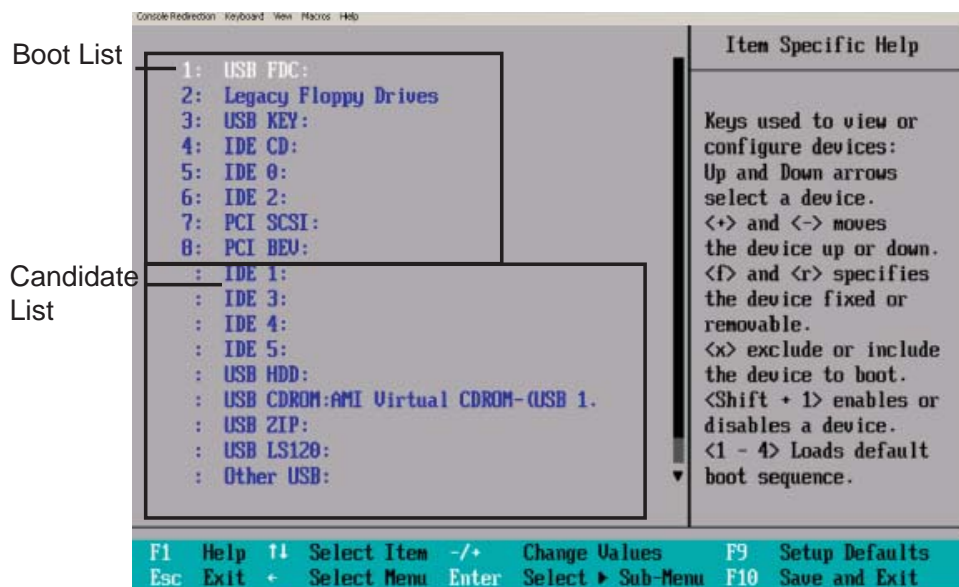 Console Redirection Keyboard View Macros Help
Boot List
1: USB FDC:
2: Legacy Floppy Drives
3: USB KEY:
4: IDE CD:
5: IDE 0:
6: IDE 2:
7: PCI SCSI:
8: PCI BEV:
Candidate List
: IDE 1:
: IDE 3:
: IDE 4:
: IDE 5:
: USB HDD:
: USB CDROM:AMI Virtual CDROM-(USB 1.
: USB ZIP:
: USB LS120:
: Other USB:
Item Specific Help
Keys used to view or
configure devices:
Up and Down arrows
select a device.
<+> and <-> moves
the device up or down.
<f> and <r> specifies
the device fixed or
removable.
<x> exclude or include
the device to boot.
<Shift + 1> enables or
disables a device.
<1 - 4> Loads default
boot sequence.
F1 Help ↑↓ Select Item -/+ Change Values F9 Setup Defaults
Esc Exit ← Select Menu Enter Select ▶ Sub-Menu F10 Save and Exit